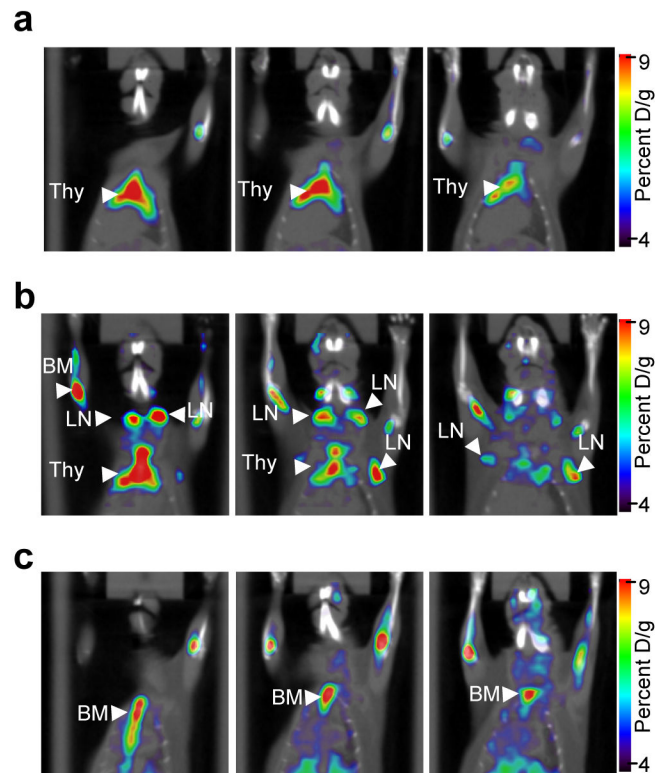 a
Thy
Thy
Thy
9
Percent D/g
4
b
BM
LN
LN
Thy
LN
LN
Thy
LN
LN
LN
9
Percent D/g
4
c
BM
BM
BM
9
Percent D/g
4